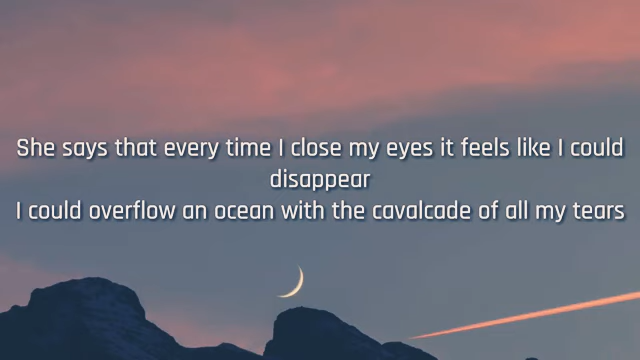 She says that every time I close my eyes it feels like I could
disappear
I could overflow an ocean with the cavalcade of all my tears